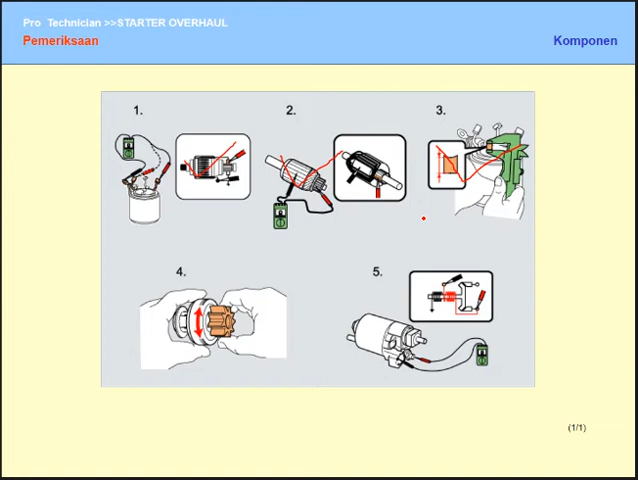 Pro Technician >>STARTER OVERHAUL
Pemeriksaan
Komponen
1.
2.
3.
4.
5.
(1/1)